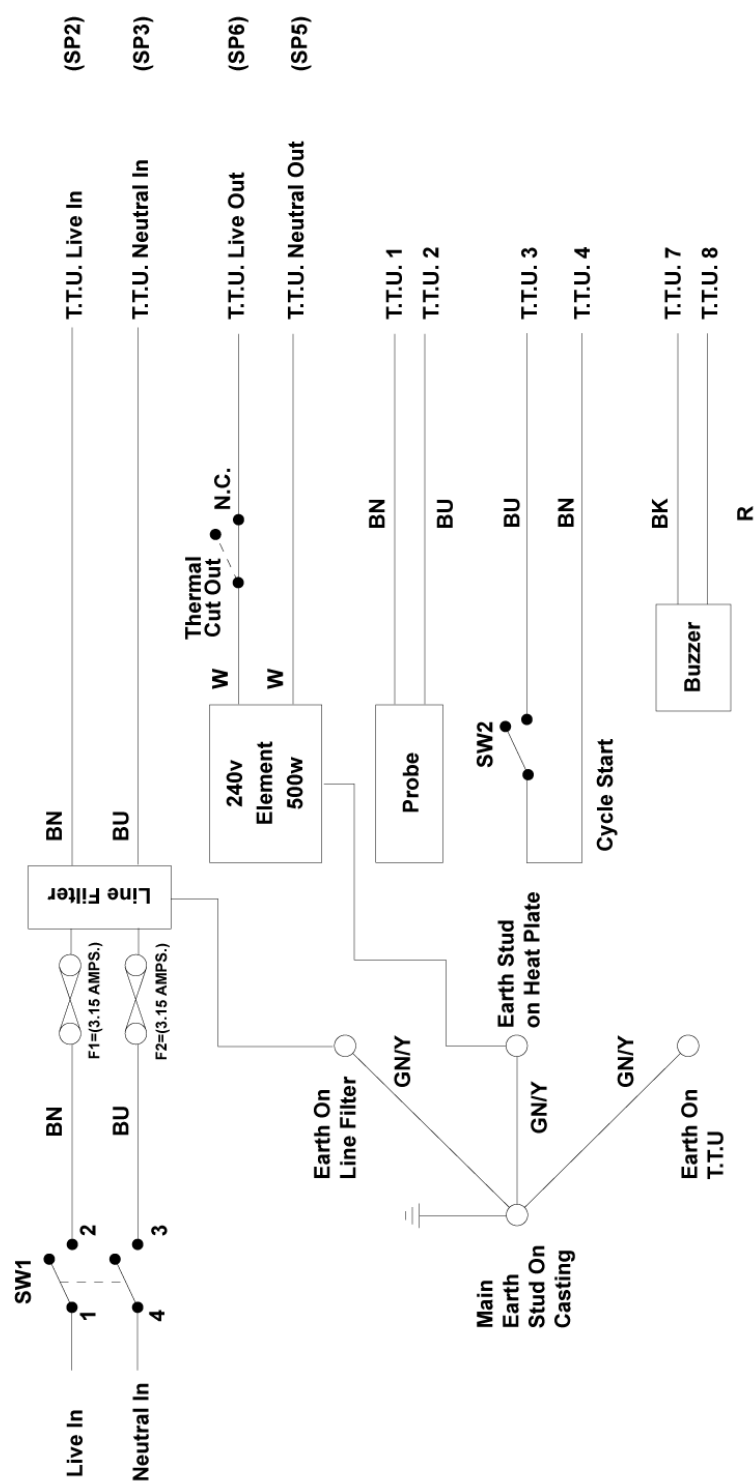 SW1
Live In
1
2
BN
F1=(3.15 AMPS.)
Line Filter
BN
T.T.U. Live In
(SP2)
Neutral In
4
3
BU
F2=(3.15 AMPS.)
BU
T.T.U. Neutral In
(SP3)
240v
Element
500w
W
W
Thermal
Cut Out
N.C.
T.T.U. Live Out
(SP6)
T.T.U. Neutral Out
(SP5)
Earth On
Line Filter
GN/Y
Probe
BN
BU
T.T.U. 1
T.T.U. 2
Main
Earth
Stud On
Casting
GN/Y
Earth Stud
on Heat Plate
SW2
Cycle Start
BU
BN
T.T.U. 3
T.T.U. 4
GN/Y
Earth On
T.T.U
Buzzer
BK
R
T.T.U. 7
T.T.U. 8